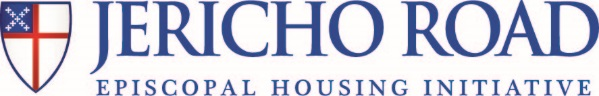 JERICHO ROAD
EPISCOPAL HOUSING INITIATIVE